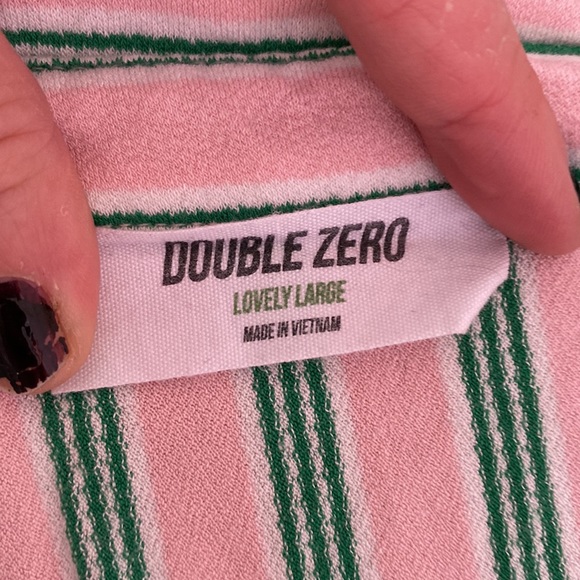 DOUBLE ZERO
LOVELY LARGE
MADE IN VIETNAM